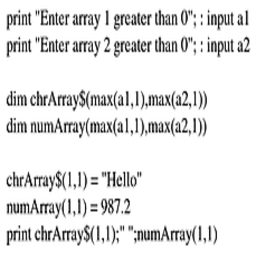 print "Enter array 1 greater than 0"; : input a1
print "Enter array 2 greater than 0"; : input a2
dim chrArray$(max(a1,1),max(a2,1))
dim numArray(max(a1,1),max(a2,1))
chrArray$(1,1) = "Hello"
numArray(1,1) = 987.2
print chrArray$(1,1);" ";numArray(1,1)